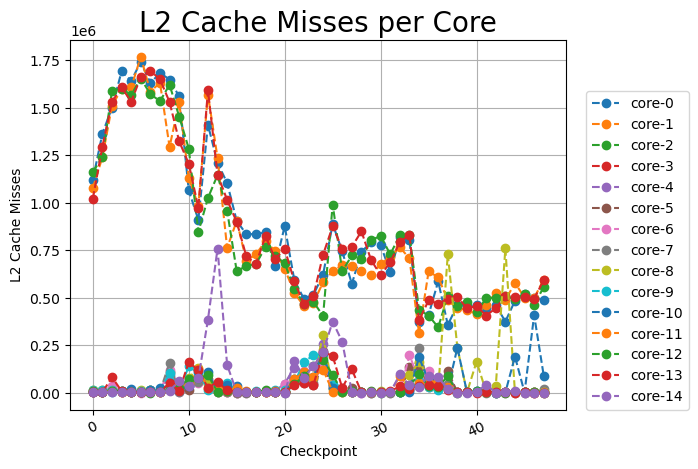 L2 Cache Misses per Core
1e6
1.75
1.50
1.25
1.00
0.75
0.50
0.25
0.00
L2 Cache Misses
0
10
20
30
40
Checkpoint
core-0
core-1
core-2
core-3
core-4
core-5
core-6
core-7
core-8
core-9
core-10
core-11
core-12
core-13
core-14